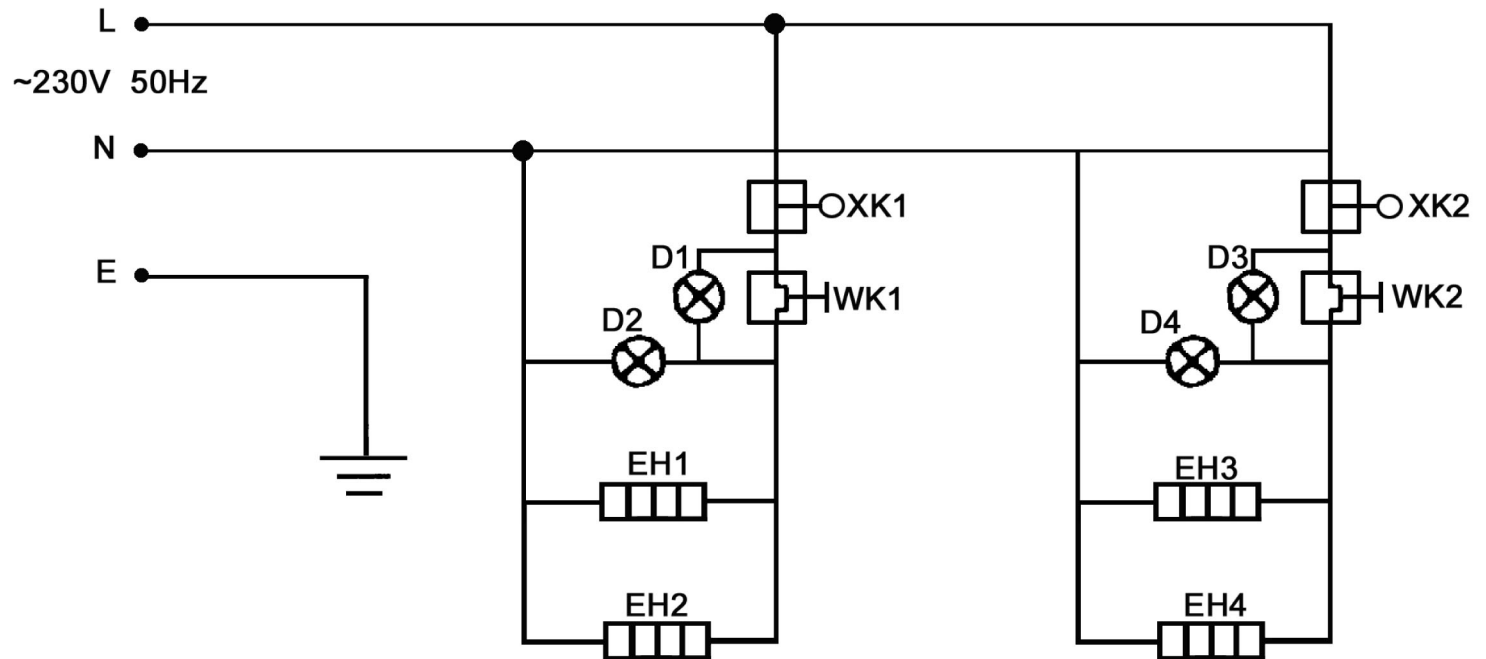 L
~230V 50Hz
N
E
XK1
XK2
D1
D3
WK1
WK2
D2
D4
EH1
EH3
EH2
EH4